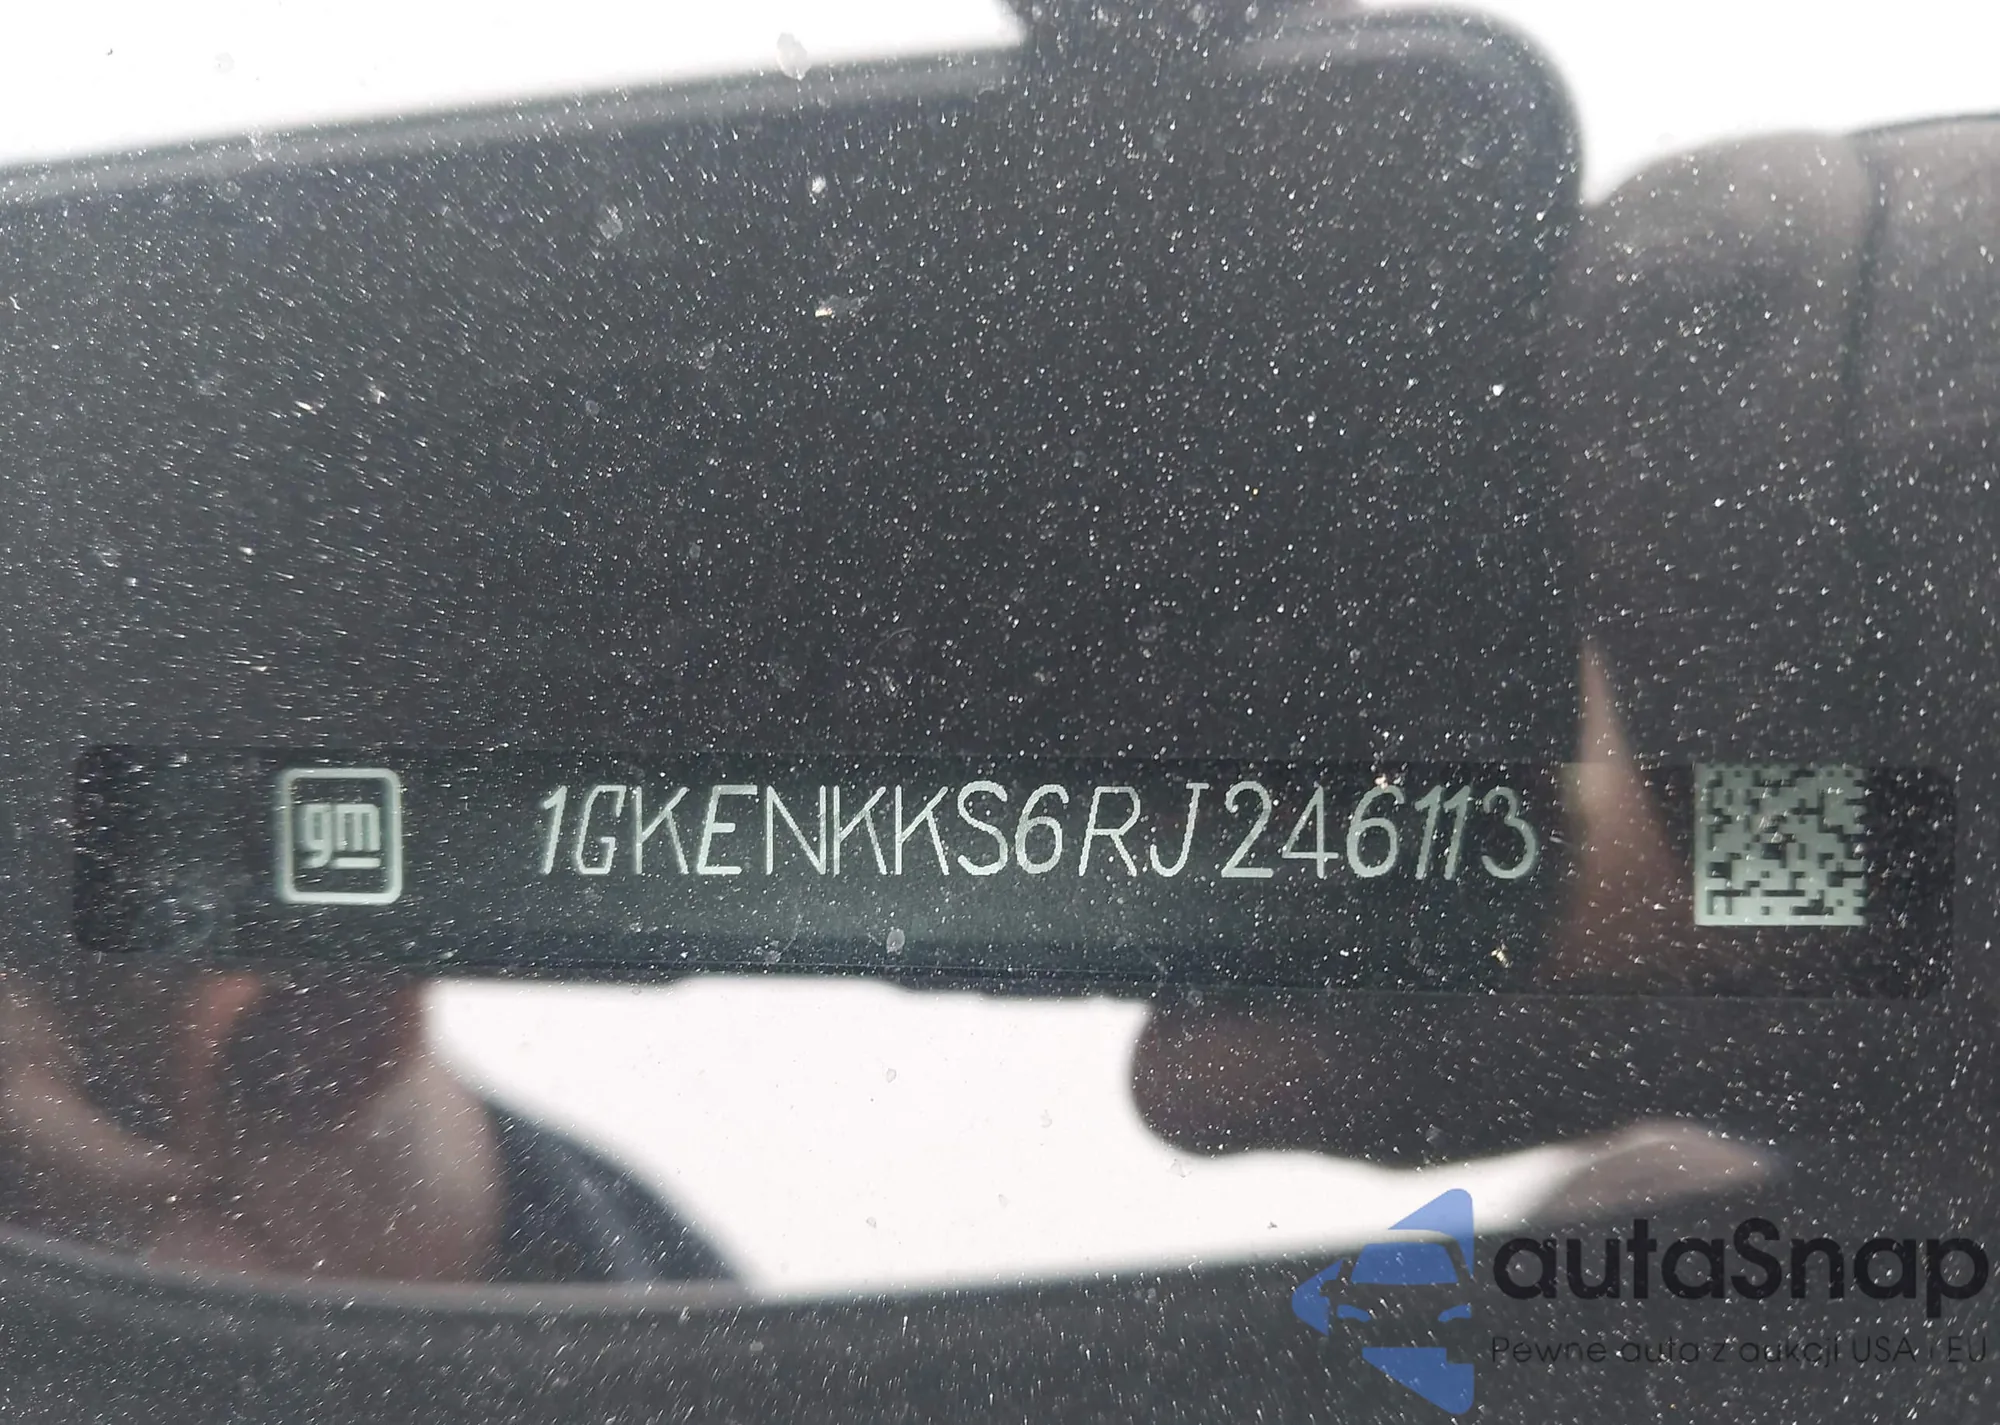 gm 1GKENKKS6RJ246113
autaSnap
Pewne auta z aukcji USA i EU